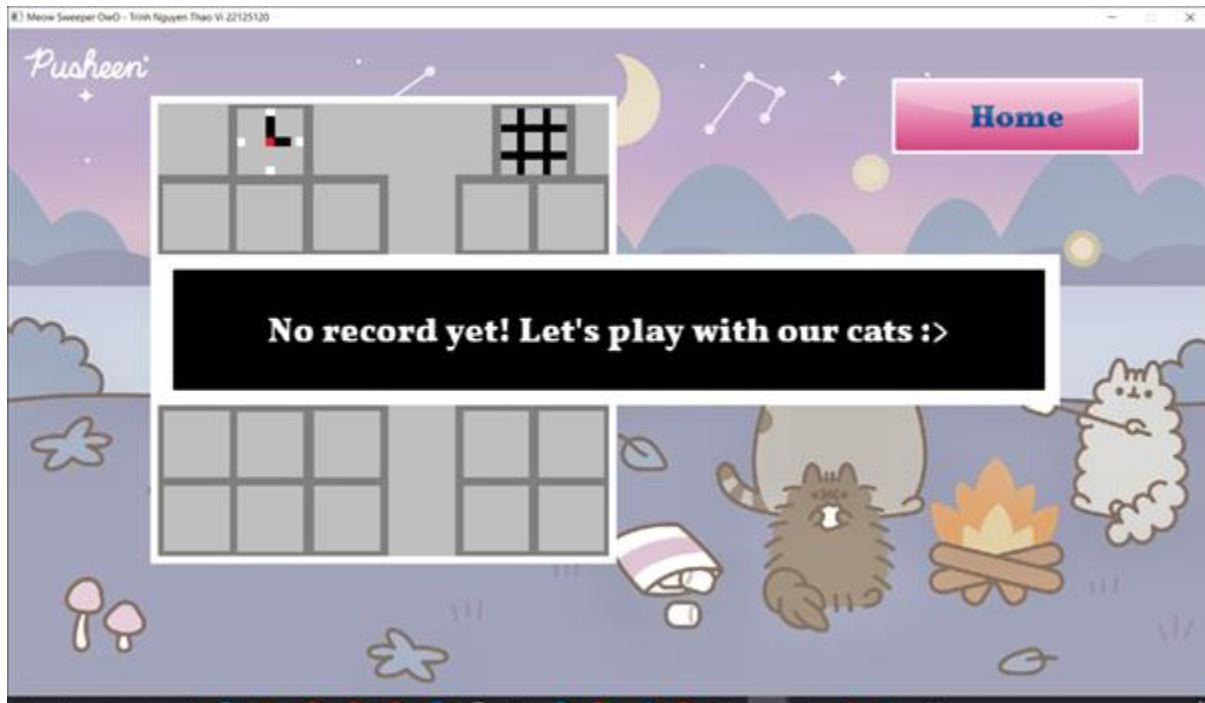 Meow Sweeper OwO - Trinh Nguyen Thao Vi 22125120
Pusheen
Home
No record yet! Let's play with our cats :>